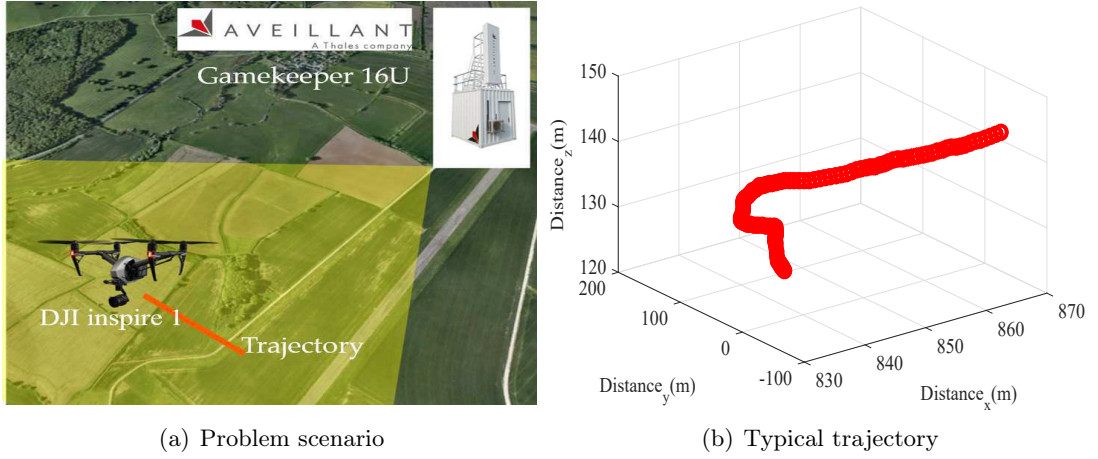 AVEILLANT
A Thales company
Gamekeeper 16U
DJI inspire 1
Trajectory
(a) Problem scenario
150
140
130
120
Distance_z(m)
200
100
0
-100
Distance_y(m)
830
840
850
860
870
Distance_x(m)
(b) Typical trajectory